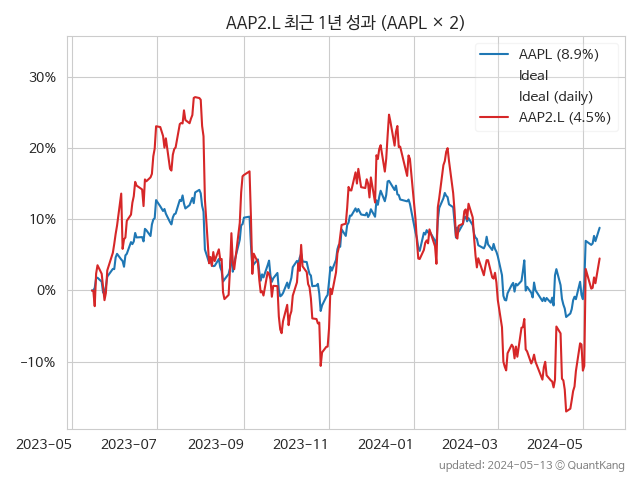 AAP2.L 최근 1년 성과 (AAPL × 2)
AAPL (8.9%)
Ideal
Ideal (daily)
AAP2.L (4.5%)
30%
20%
10%
0%
−10%
2023-05 2023-07 2023-09 2023-11 2024-01 2024-03 2024-05
updated: 2024-05-13 © QuantKang